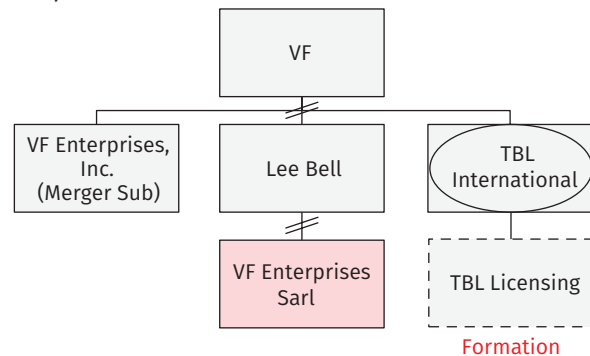 VF
VF Enterprises,
Inc.
(Merger Sub)
Lee Bell
TBL
International
VF Enterprises
Sarl
TBL Licensing
Formation